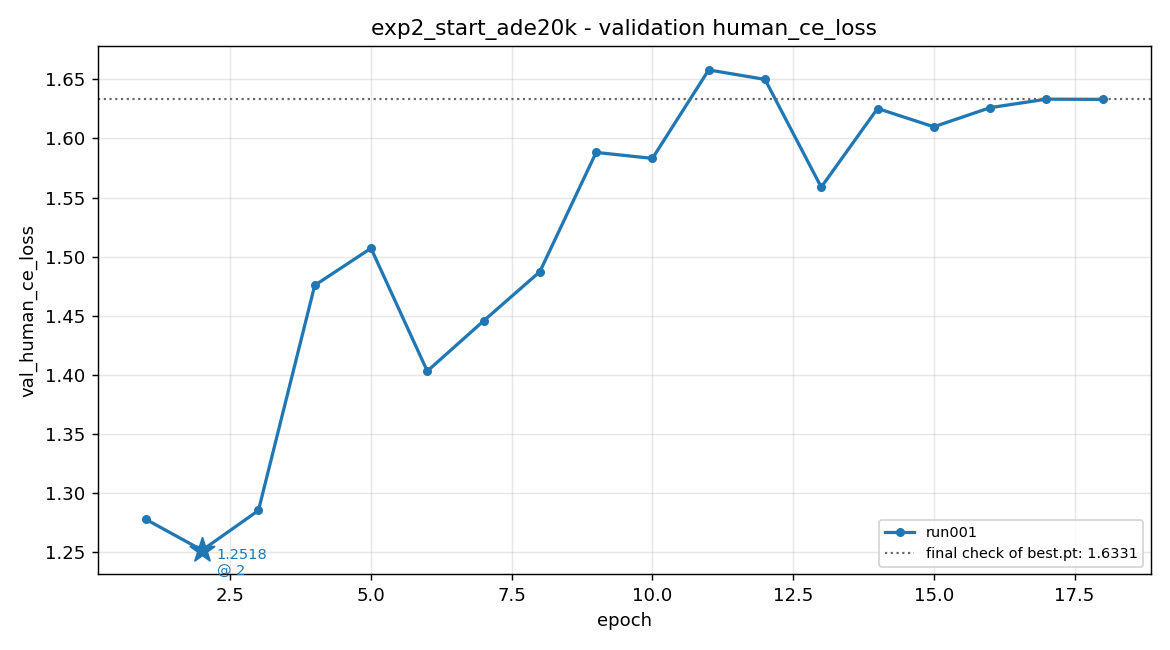 exp2_start_ade20k - validation human_ce_loss
val_human_ce_loss
1.65
1.60
1.55
1.50
1.45
1.40
1.35
1.30
1.25
1.2518
@ 2
run001
final check of best.pt: 1.6331
2.5 5.0 7.5 10.0 12.5 15.0 17.5
epoch